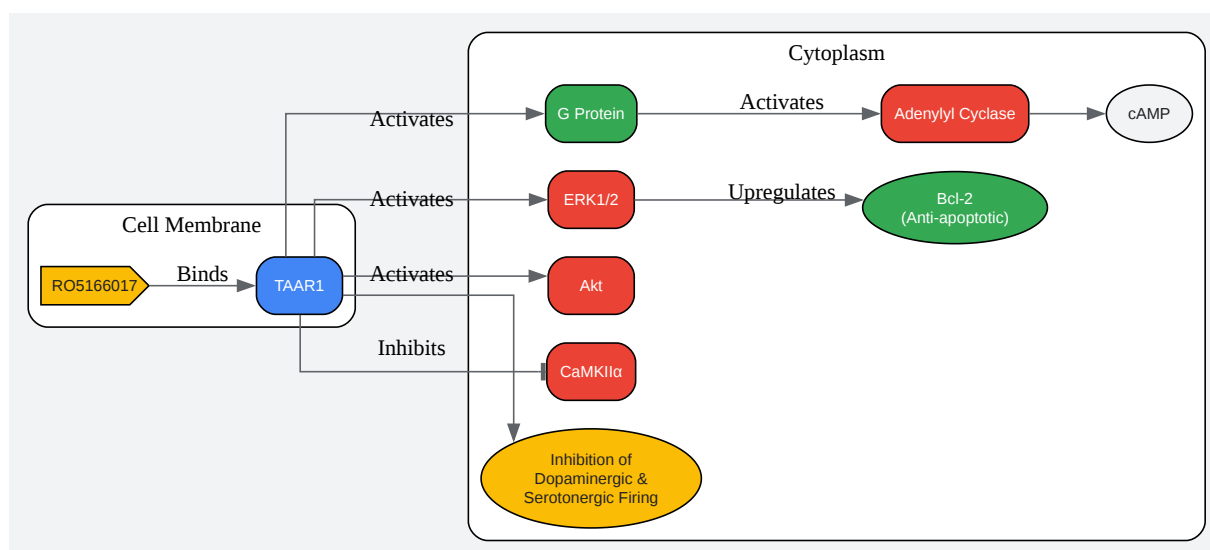 Cytoplasm
Activates
G Protein
Activates
Adenylyl Cyclase
cAMP
Activates
ERK1/2
Upregulates
Bcl-2
(Anti-apoptotic)
Cell Membrane
RO5166017
Binds
TAAR1
Activates
Akt
Inhibits
CaMKIIα
Inhibition of
Dopaminergic &
Serotonergic Firing